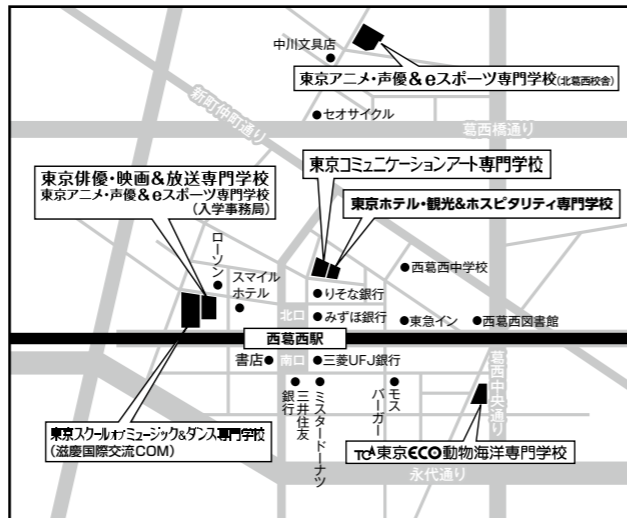 中川文具店
東京アニメ・声優&eスポーツ専門学校(北葛西校舎)
新町仲町通り
セオサイクル
葛西橋通り
東京コミュニケーションアート専門学校
東京俳優・映画&放送専門学校
東京アニメ・声優&eスポーツ専門学校
(入学事務局)
東京ホテル・観光&ホスピタリティ専門学校
ローソン
スマイル
ホテル
西葛西中学校
りそな銀行
北口
みずほ銀行
東急イン
西葛西図書館
西葛西駅
書店
南口
三菱UFJ銀行
葛西中央通り
三井住友
銀行
ミスタードーナツ
モス
バーガー
東京スクールオブミュージック&ダンス専門学校
(滋慶国際交流COM)
TCA東京ECO動物海洋専門学校
永代通り